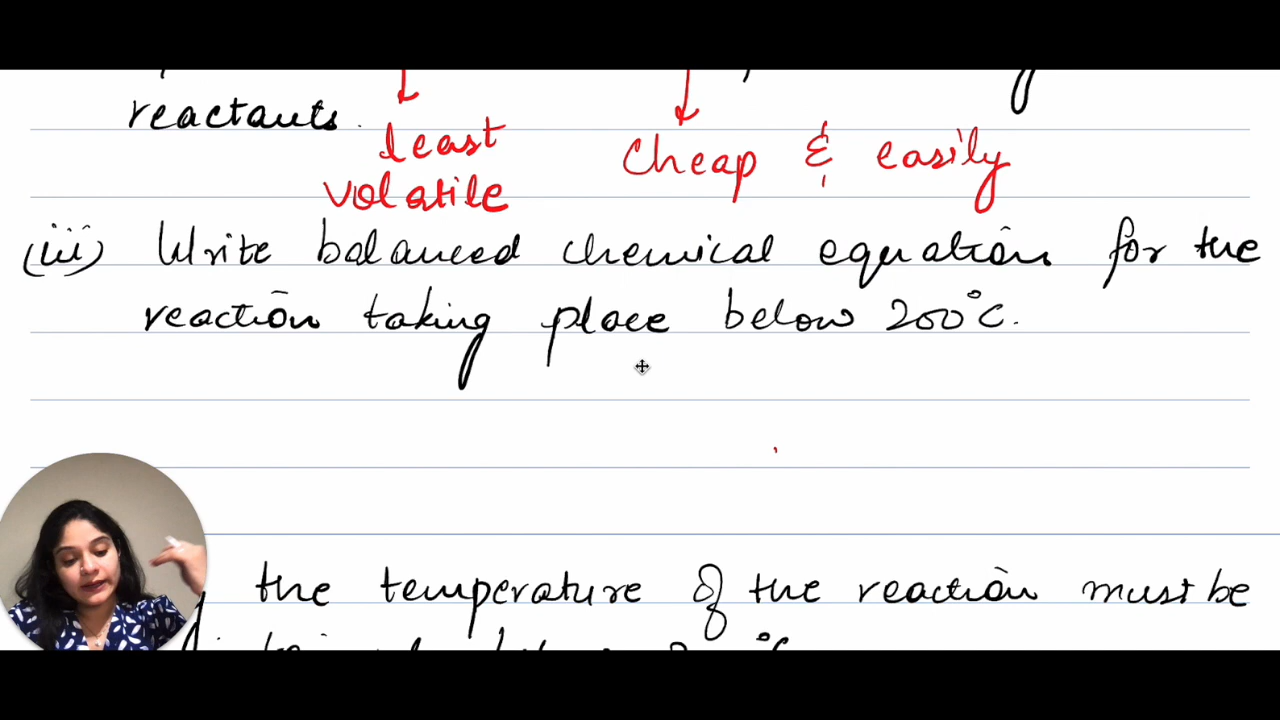 reactants.
least
volatile
cheap & easily
(iii) Write balanced chemical equation for the
reaction taking place below 200°C.
the temperature of the reaction must be